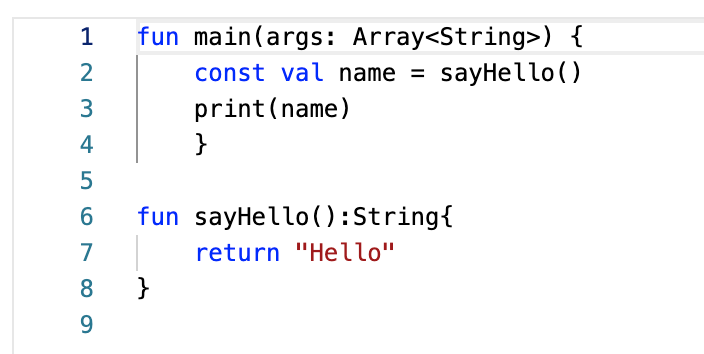 1 fun main(args: Array<String>) {
2     const val name = sayHello()
3     print(name)
4     }
5
6 fun sayHello():String{
7     return "Hello"
8 }
9